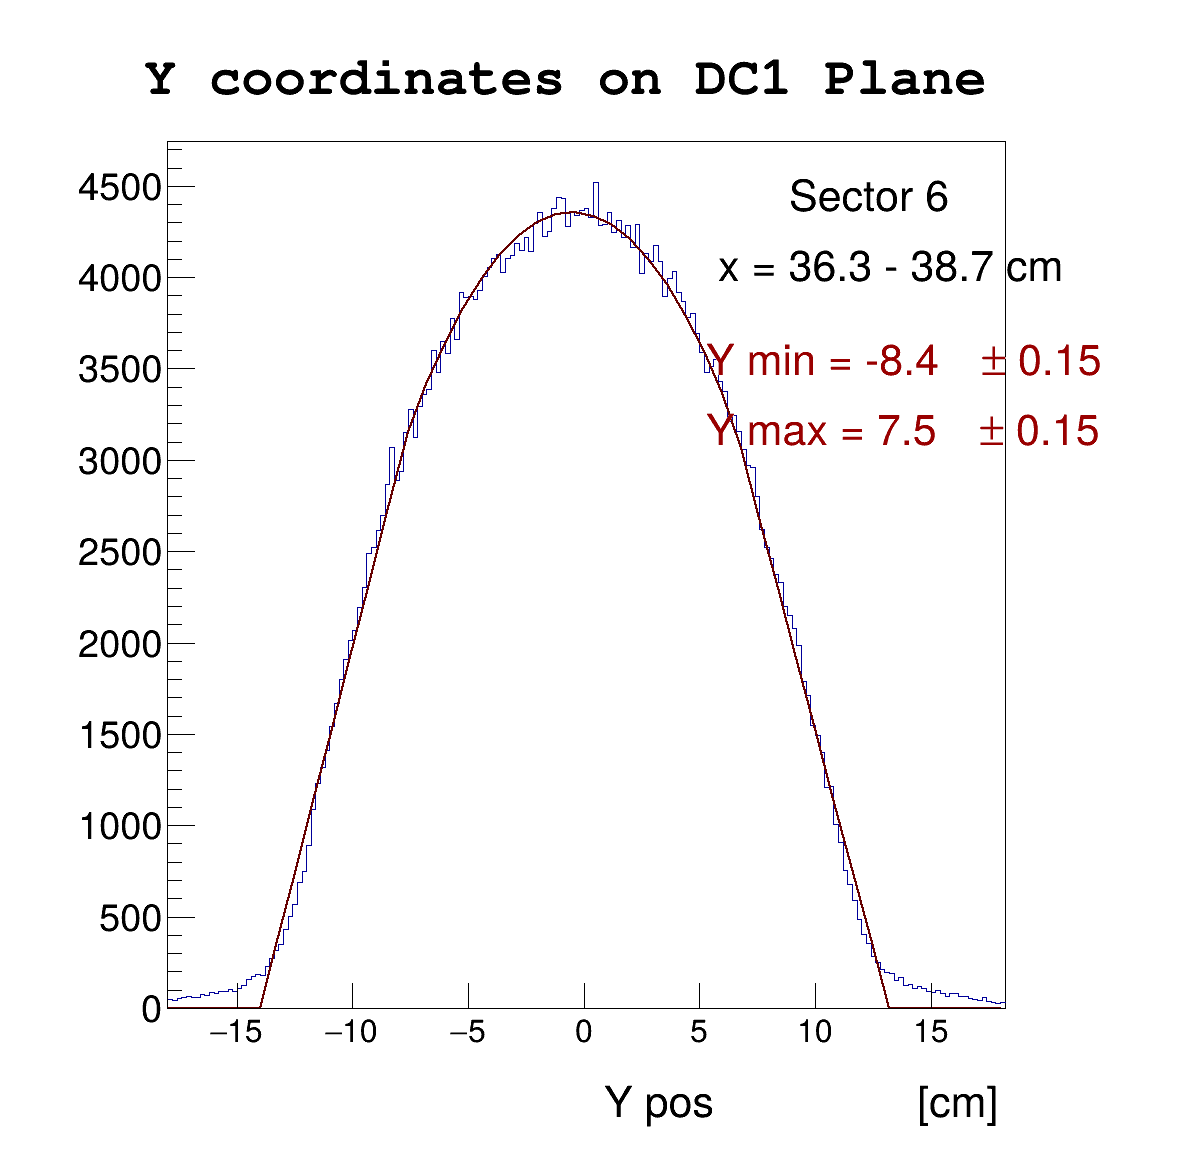 Y coordinates on DC1 Plane
Sector 6
x = 36.3 - 38.7 cm
Y min = -8.4 ± 0.15
Y max = 7.5 ± 0.15
4500
4000
3500
3000
2500
2000
1500
1000
500
0
−15 −10 −5 0 5 10 15
Y pos [cm]